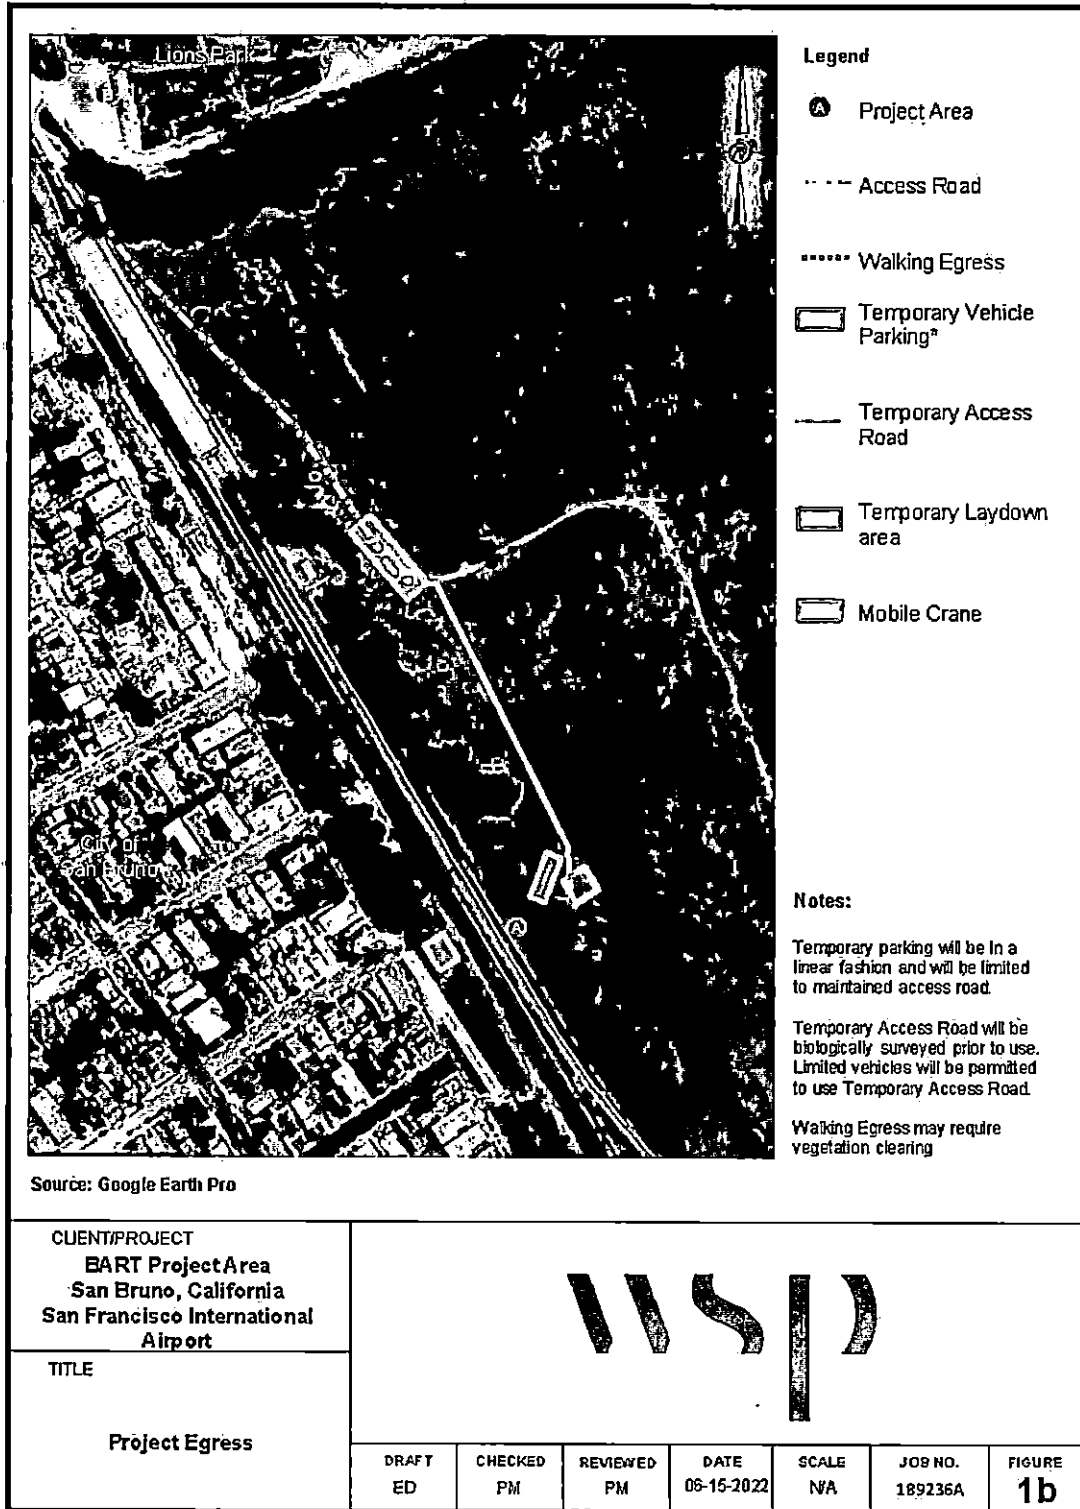 Lions Park
City of
San Bruno
A
Legend
A Project Area
Access Road
Walking Egress
Temporary Vehicle
Parking*
Temporary Access
Road
Temporary Laydown
area
Mobile Crane
Notes:
Temporary parking will be in a
linear fashion and will be limited
to maintained access road.
Temporary Access Road will be
biologically surveyed prior to use.
Limited vehicles will be permitted
to use Temporary Access Road.
Walking Egress may require
vegetation clearing
Source: Google Earth Pro
CLIENT/PROJECT
BART Project Area
San Bruno, California
San Francisco International
Airport
TITLE
Project Egress
wsp
DRAFT
ED
CHECKED
PM
REVIEWED
PM
DATE
06-15-2022
SCALE
N/A
JOB NO.
189236A
FIGURE
1b